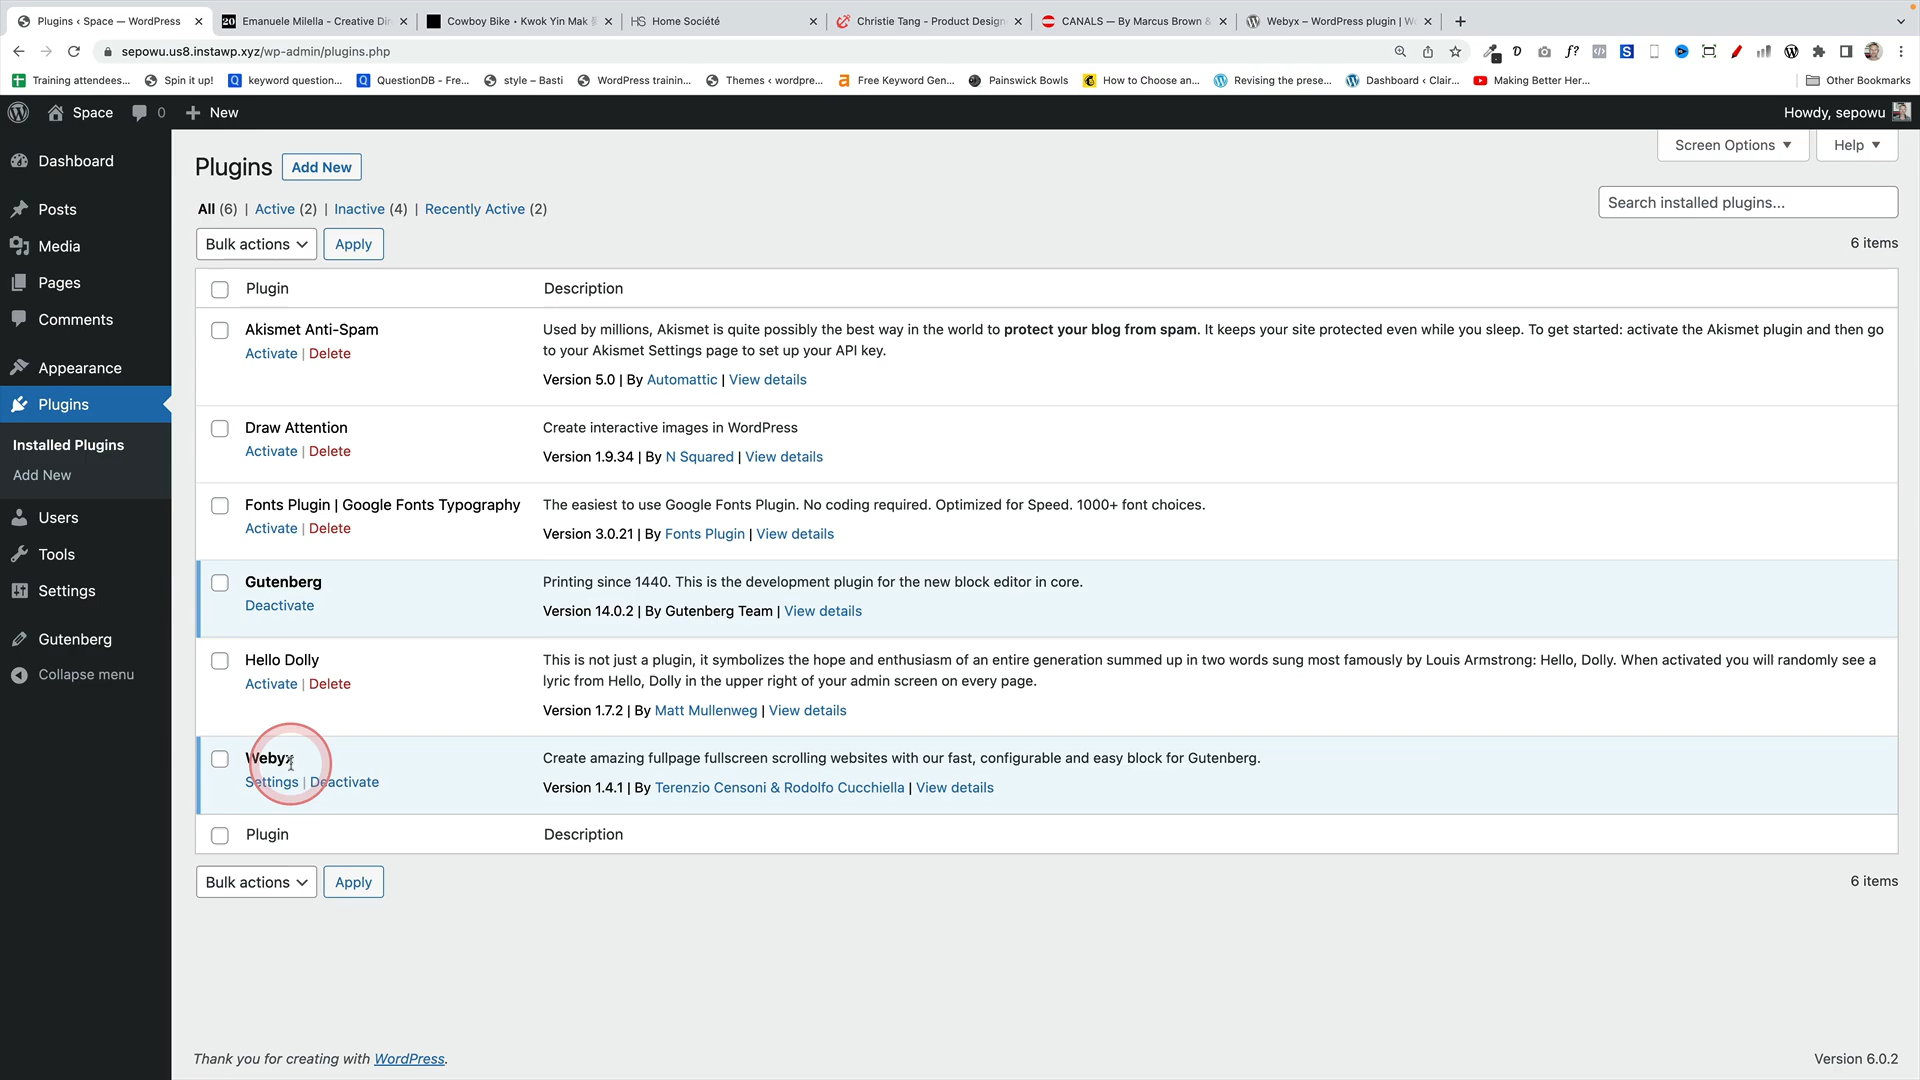 Plugins ‹ Space — WordPress
20 Emanuele Milella - Creative Dir
Cowboy Bike • Kwok Yin Mak
HS Home Société
Christie Tang - Product Design
CANALS — By Marcus Brown &
Webyx – WordPress plugin | W
sepowu.us8.instawp.xyz/wp-admin/plugins.php
Training attendees...
Spin it up!
keyword question...
QuestionDB - Fre...
style – Basti
WordPress trainin...
Themes ‹ wordpre...
Free Keyword Gen...
Painswick Bowls
How to Choose an...
Revising the prese...
Dashboard ‹ Clair...
Making Better Her...
Other Bookmarks
Space
0
New
Howdy, sepowu
Dashboard
Posts
Media
Pages
Comments
Appearance
Plugins
Installed Plugins
Add New
Users
Tools
Settings
Gutenberg
Collapse menu
Screen Options
Help
Plugins Add New
All (6) | Active (2) | Inactive (4) | Recently Active (2)
Search installed plugins...
Bulk actions Apply
6 items
Plugin Description
Akismet Anti-Spam
Activate | Delete
Used by millions, Akismet is quite possibly the best way in the world to protect your blog from spam. It keeps your site protected even while you sleep. To get started: activate the Akismet plugin and then go
to your Akismet Settings page to set up your API key.
Version 5.0 | By Automattic | View details
Draw Attention
Activate | Delete
Create interactive images in WordPress
Version 1.9.34 | By N Squared | View details
Fonts Plugin | Google Fonts Typography
Activate | Delete
The easiest to use Google Fonts Plugin. No coding required. Optimized for Speed. 1000+ font choices.
Version 3.0.21 | By Fonts Plugin | View details
Gutenberg
Deactivate
Printing since 1440. This is the development plugin for the new block editor in core.
Version 14.0.2 | By Gutenberg Team | View details
Hello Dolly
Activate | Delete
This is not just a plugin, it symbolizes the hope and enthusiasm of an entire generation summed up in two words sung most famously by Louis Armstrong: Hello, Dolly. When activated you will randomly see a
lyric from Hello, Dolly in the upper right of your admin screen on every page.
Version 1.7.2 | By Matt Mullenweg | View details
Webyx
Settings | Deactivate
Create amazing fullpage fullscreen scrolling websites with our fast, configurable and easy block for Gutenberg.
Version 1.4.1 | By Terenzio Censoni & Rodolfo Cucchiella | View details
Plugin Description
Bulk actions Apply
6 items
Thank you for creating with WordPress.
Version 6.0.2